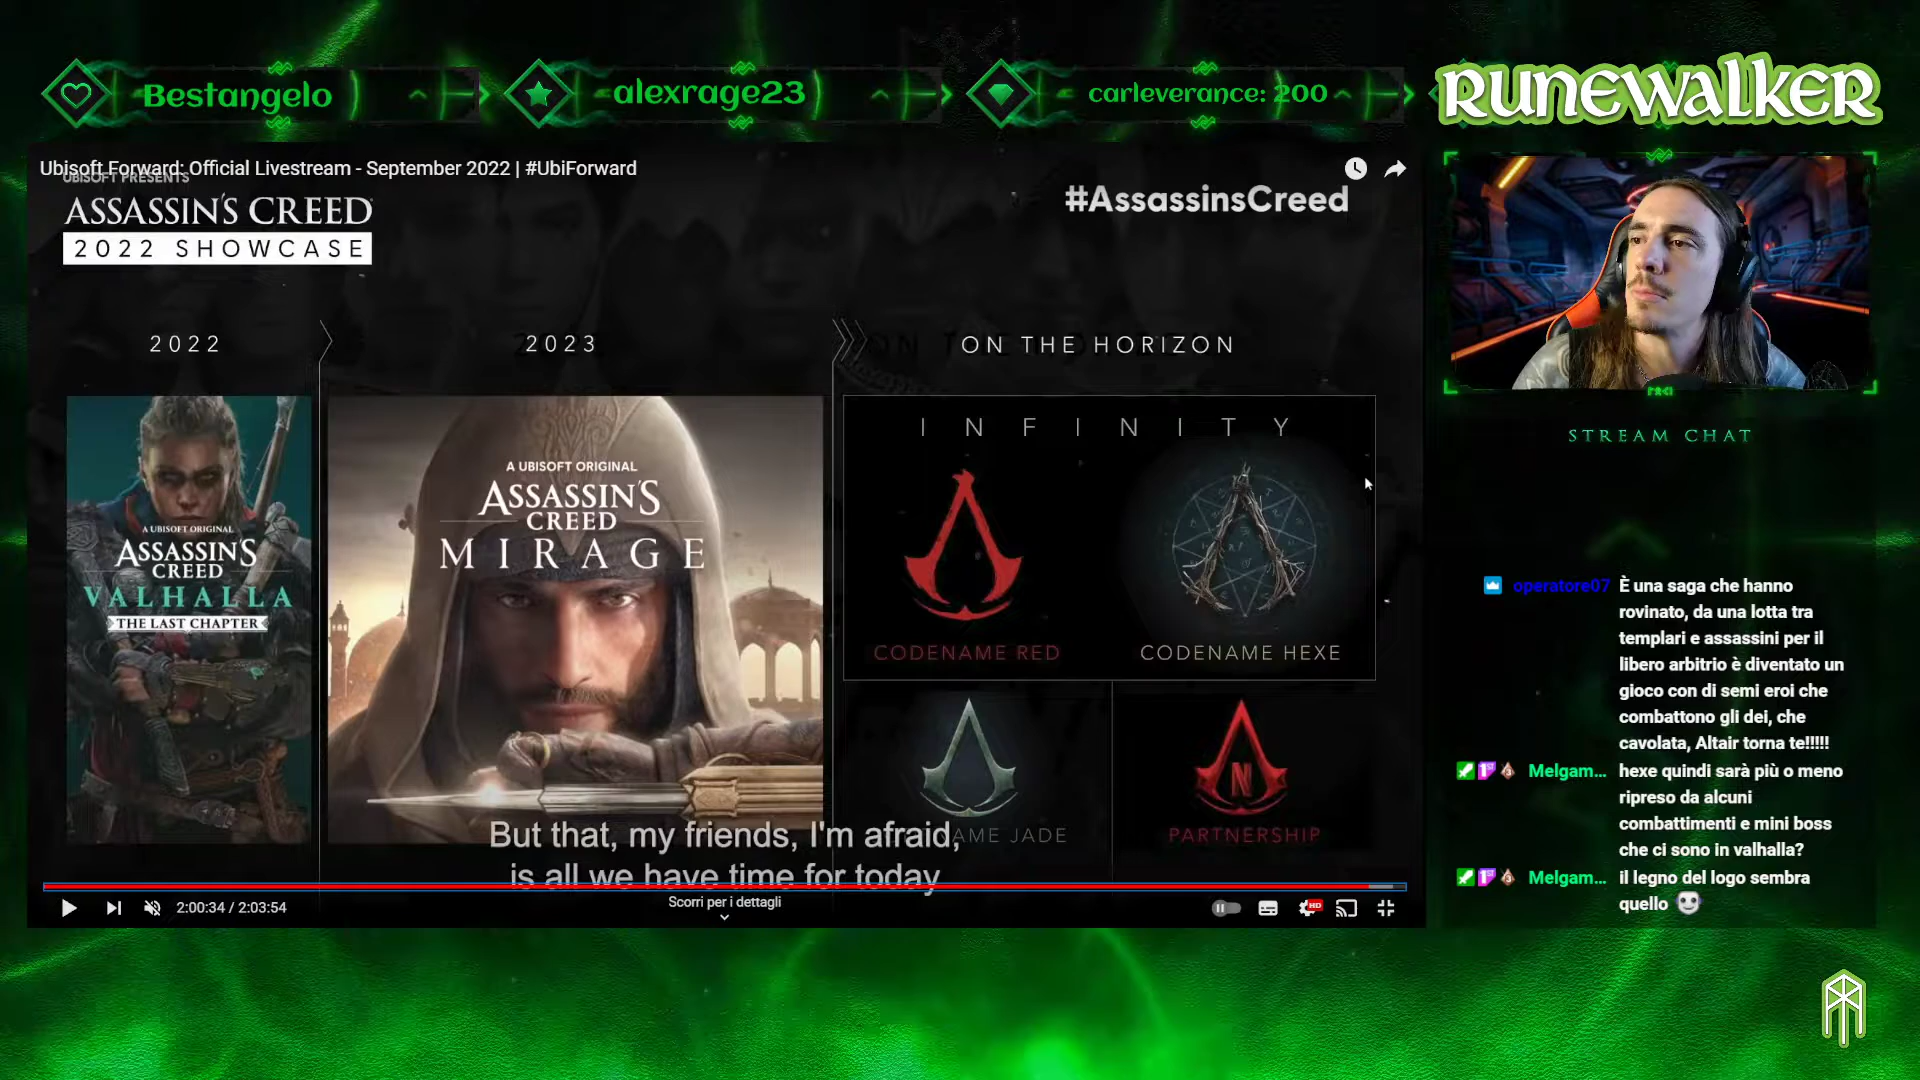 Bestangelo
alexrage23
carleverance: 200
RUNEWALKER
Ubisoft Forward: Official Livestream - September 2022 | #UbiForward
UBISOFT PRESENTS
ASSASSIN'S CREED
2022 SHOWCASE
#AssassinsCreed
2022
2023
ON THE HORIZON
A UBISOFT ORIGINAL
ASSASSIN'S
CREED
VALHALLA
THE LAST CHAPTER
A UBISOFT ORIGINAL
ASSASSIN'S
CREED
MIRAGE
INFINITY
CODENAME RED
CODENAME HEXE
AME JADE
N
PARTNERSHIP
But that, my friends, I'm afraid,
is all we have time for today
2:00:34 / 2:03:54
Scorri per i dettagli
HD
STREAM CHAT
operatore07 È una saga che hanno
rovinato, da una lotta tra
templari e assassini per il
libero arbitrio è diventato un
gioco con di semi eroi che
combattono gli dei, che
cavolata, Altair torna te!!!!!
Melgam... hexe quindi sarà più o meno
ripreso da alcuni
combattimenti e mini boss
che ci sono in valhalla?
Melgam... il legno del logo sembra
quello